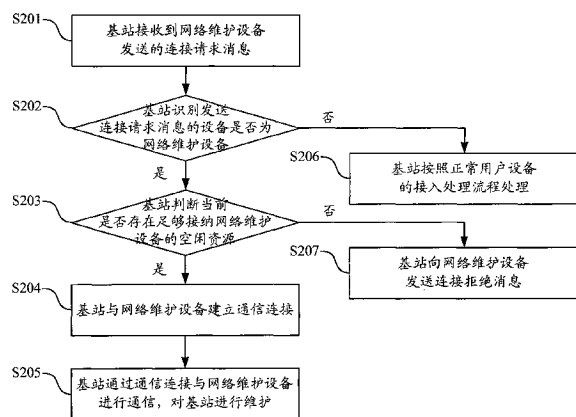 S201
基站接收到网络维护设备
发送的连接请求消息
S202
基站识别发送
连接请求消息的设备是否为
网络维护设备
否
是
S206
基站按照正常用户设备
的接入处理流程处理
S203
基站判断当前
是否存在足够接纳网络维护
设备的空闲资源
否
是
S207
基站向网络维护设备
发送连接拒绝消息
S204
基站与网络维护设备建立通信连接
S205
基站通过通信连接与网络维护设备
进行通信，对基站进行维护